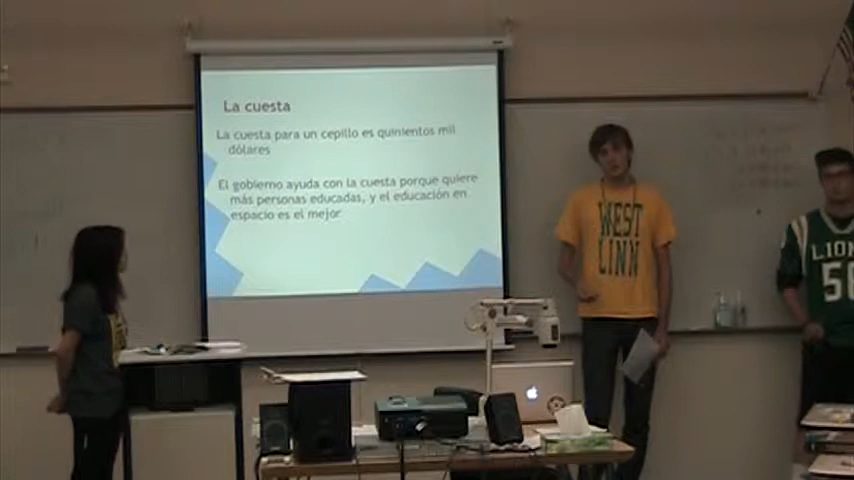 La cuesta
La cuesta para un cepillo es quinientos mil
dólares
El gobierno ayuda con la cuesta porque quiere
más personas educadas, y el educación en
espacio es el mejor
WEST
LINN
LION
56